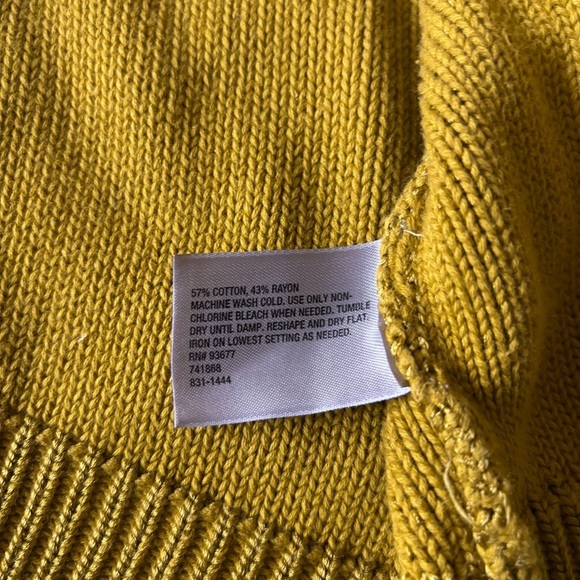 57% COTTON, 43% RAYON
MACHINE WASH COLD. USE ONLY NON-
CHLORINE BLEACH WHEN NEEDED. TUMBLE
DRY UNTIL DAMP. RESHAPE AND DRY FLAT.
IRON ON LOWEST SETTING AS NEEDED.
RN# 93677
741868
831-1444